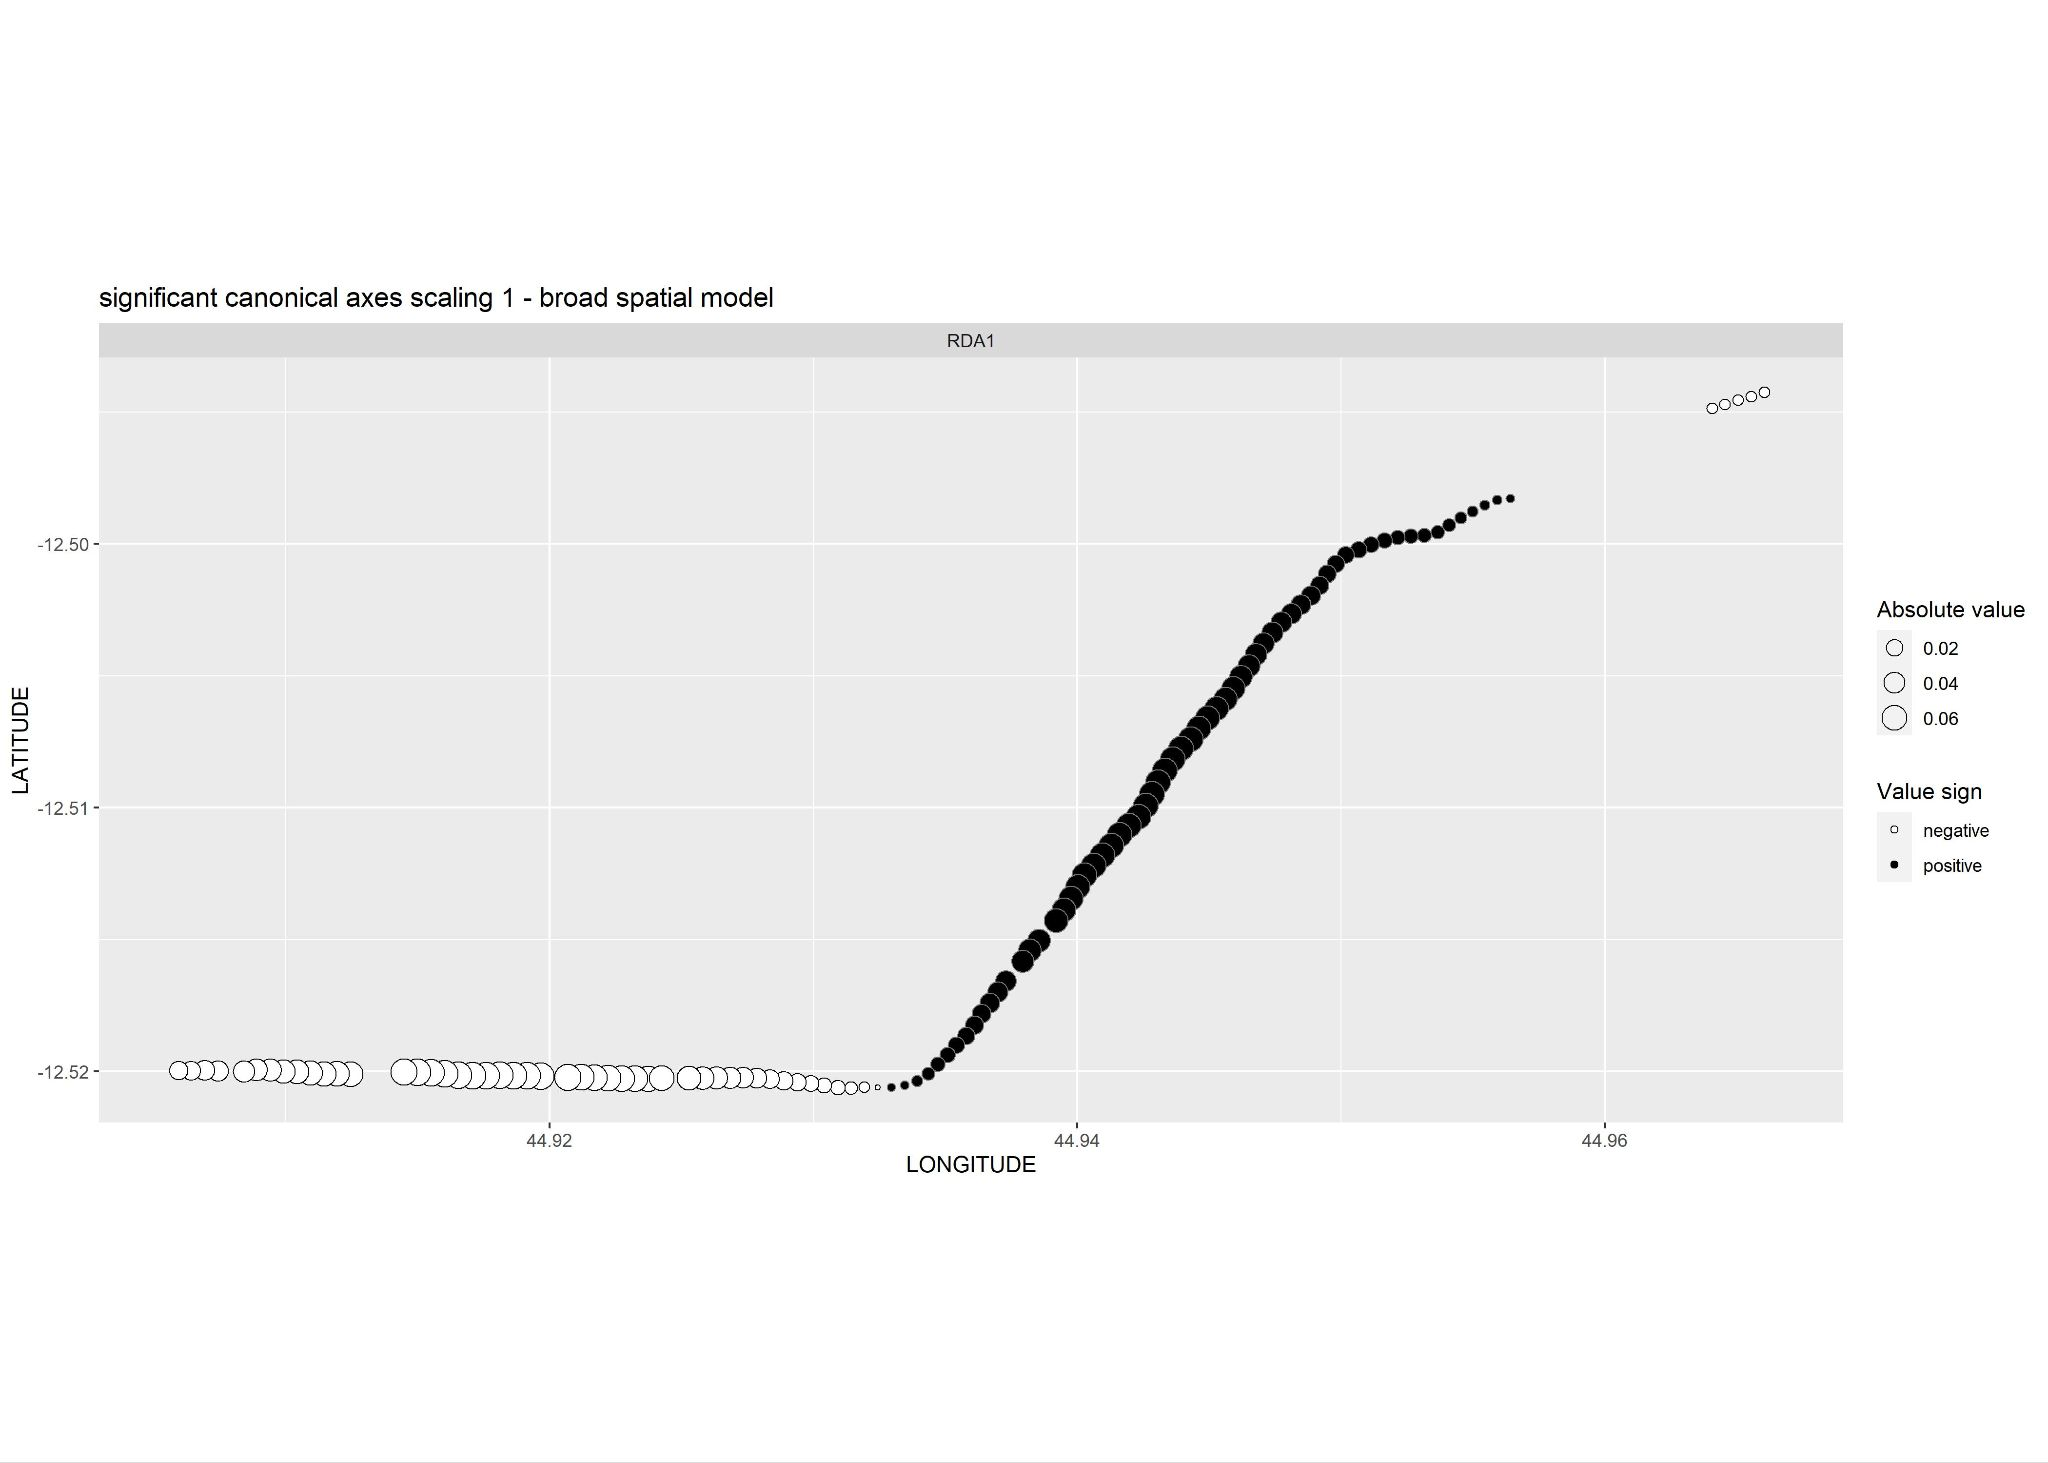 significant canonical axes scaling 1 - broad spatial model
RDA1
-12.50
-12.51
-12.52
LATITUDE
44.92
44.94
44.96
LONGITUDE
Absolute value
0.02
0.04
0.06
Value sign
negative
positive